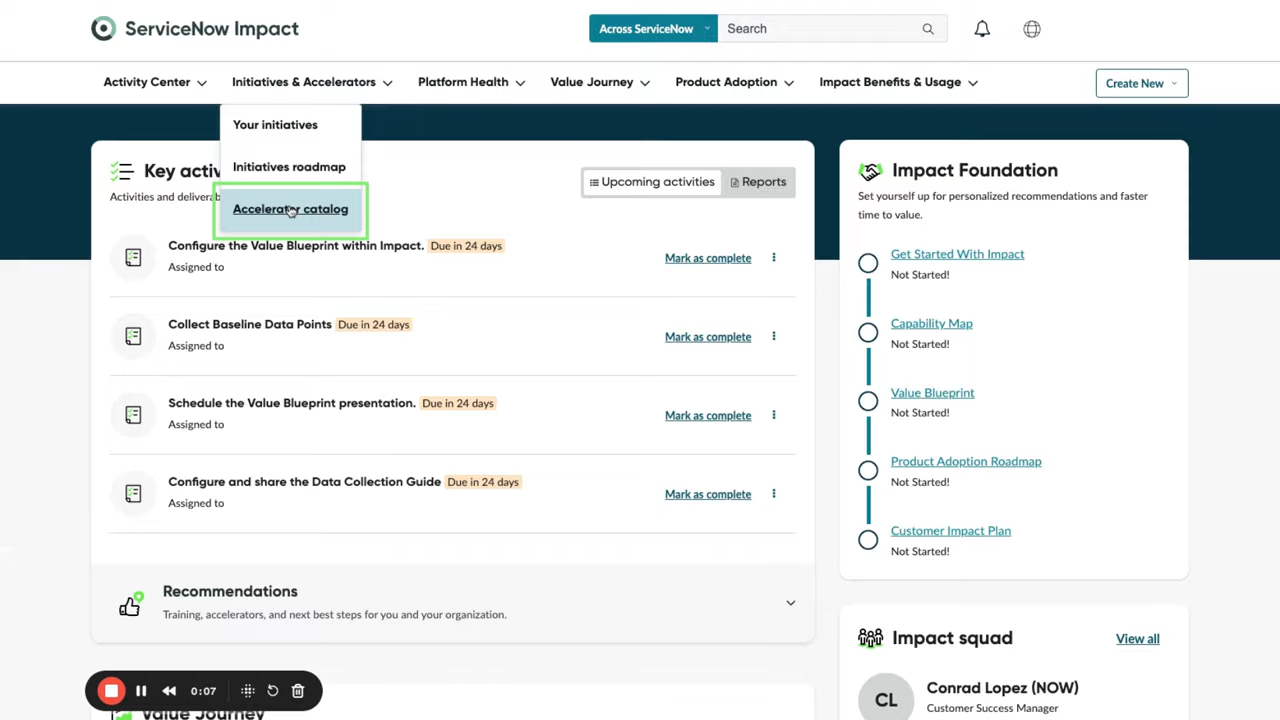 ServiceNow Impact
Across ServiceNow
Search
Activity Center
Initiatives & Accelerators
Platform Health
Value Journey
Product Adoption
Impact Benefits & Usage
Create New
Your initiatives
Initiatives roadmap
Accelerator catalog
Key activ
Activities and delivera
Upcoming activities
Reports
Configure the Value Blueprint within Impact. Due in 24 days
Assigned to
Mark as complete
Collect Baseline Data Points Due in 24 days
Assigned to
Mark as complete
Schedule the Value Blueprint presentation. Due in 24 days
Assigned to
Mark as complete
Configure and share the Data Collection Guide Due in 24 days
Assigned to
Mark as complete
Recommendations
Training, accelerators, and next best steps for you and your organization.
Impact Foundation
Set yourself up for personalized recommendations and faster
time to value.
Get Started With Impact
Not Started!
Capability Map
Not Started!
Value Blueprint
Not Started!
Product Adoption Roadmap
Not Started!
Customer Impact Plan
Not Started!
Impact squad
View all
CL
Conrad Lopez (NOW)
Customer Success Manager
0:07
Value Journey